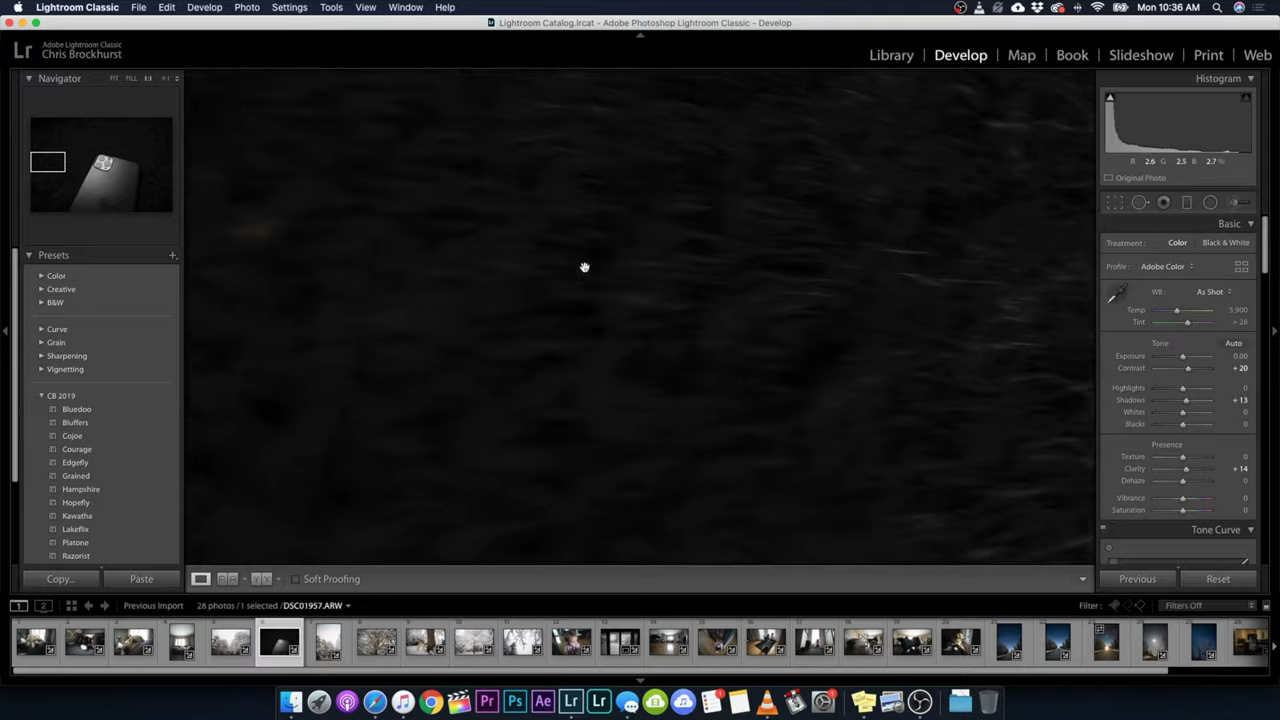 Lightroom Classic File Edit Develop Photo Settings Tools View Window Help Mon 10:36 AM
Lightroom Catalog.lrcat - Adobe Photoshop Lightroom Classic - Develop
Lr Adobe Lightroom Classic
Chris Brockhurst
Library Develop Map Book Slideshow Print Web
Navigator FIT FILL 1:1
Histogram
R 2.6 G 2.5 B 2.7 %
Original Photo
Basic
Treatment: Color Black & White
Profile: Adobe Color
WB: As Shot
Temp 5,900
Tint + 28
Tone Auto
Exposure 0.00
Contrast + 20
Highlights 0
Shadows + 13
Whites 0
Blacks 0
Presence
Texture 0
Clarity + 14
Dehaze 0
Vibrance 0
Saturation 0
Tone Curve
Presets +
Color
Creative
B&W
Curve
Grain
Sharpening
Vignetting
CB 2019
Bluedoo
Bluffers
Cojoe
Courage
Edgefly
Grained
Hampshire
Hopefly
Kawatha
Lakeflix
Platone
Razorist
Copy... Paste
Soft Proofing
Previous Reset
1 2 Previous Import 28 photos / 1 selected / DSC01957.ARW
Filter: Filters Off
Pr Ps Ae Lr Lr